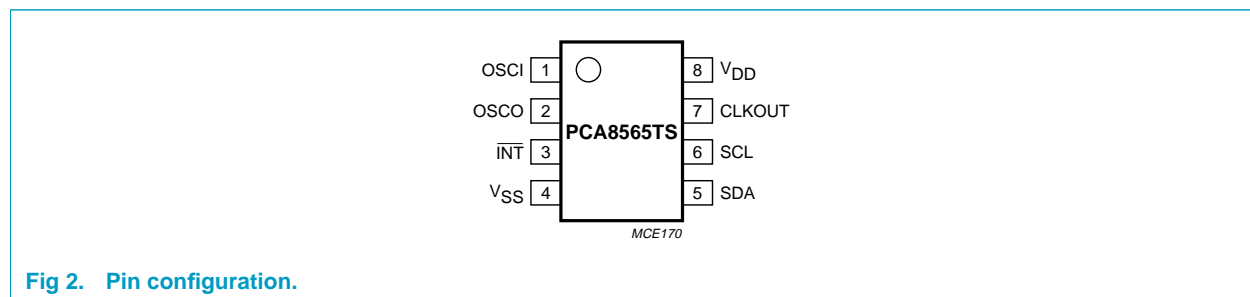 OSCI 1 8 VDD
OSCO 2 7 CLKOUT
PCA8565TS
INT 3 6 SCL
VSS 4 5 SDA
MCE170
Fig 2. Pin configuration.